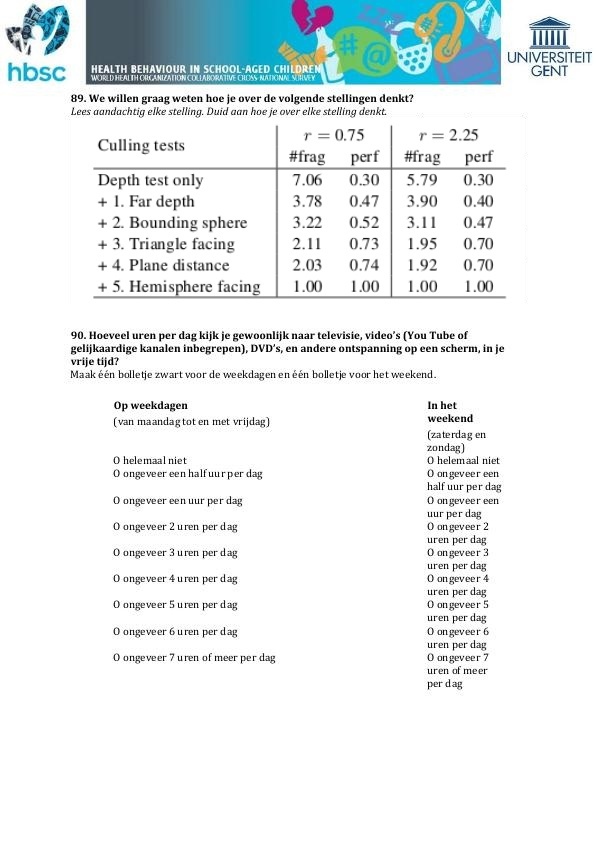 hbsc
HEALTH BEHAVIOUR IN SCHOOL-AGED CHILDREN
WORLD HEALTH ORGANIZATION COLLABORATIVE CROSS-NATIONAL SURVEY
UNIVERSITEIT
GENT
89. We willen graag weten hoe je over de volgende stellingen denkt?
Lees aandachtig elke stelling. Duid aan hoe je over elke stelling denkt.
Culling tests r = 0.75 r = 2.25
#frag perf #frag perf
Depth test only 7.06 0.30 5.79 0.30
+ 1. Far depth 3.78 0.47 3.90 0.40
+ 2. Bounding sphere 3.22 0.52 3.11 0.47
+ 3. Triangle facing 2.11 0.73 1.95 0.70
+ 4. Plane distance 2.03 0.74 1.92 0.70
+ 5. Hemisphere facing 1.00 1.00 1.00 1.00
90. Hoeveel uren per dag kijk je gewoonlijk naar televisie, video's (You Tube of
gelijkaardige kanalen inbegrepen), DVD's, en andere ontspanning op een scherm, in je
vrije tijd?
Maak één bolletje zwart voor de weekdagen en één bolletje voor het weekend.
Op weekdagen
(van maandag tot en met vrijdag)
O helemaal niet
O ongeveer een half uur per dag
O ongeveer een uur per dag
O ongeveer 2 uren per dag
O ongeveer 3 uren per dag
O ongeveer 4 uren per dag
O ongeveer 5 uren per dag
O ongeveer 6 uren per dag
O ongeveer 7 uren of meer per dag
In het
weekend
(zaterdag en
zondag)
O helemaal niet
O ongeveer een
half uur per dag
O ongeveer een
uur per dag
O ongeveer 2
uren per dag
O ongeveer 3
uren per dag
O ongeveer 4
uren per dag
O ongeveer 5
uren per dag
O ongeveer 6
uren per dag
O ongeveer 7
uren of meer
per dag